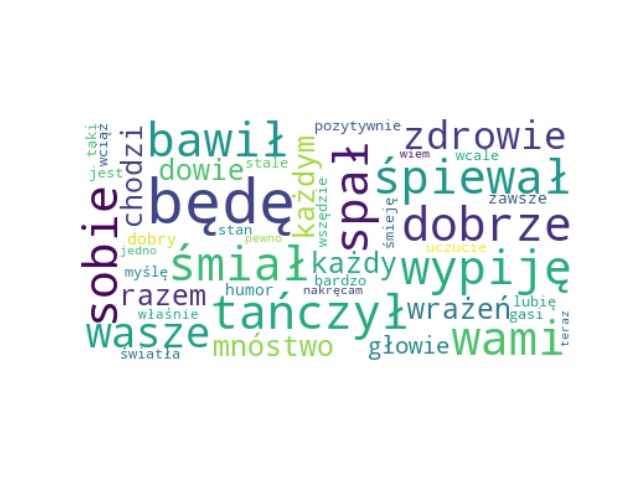 taki
wciąż
chodzi
bawił
pozytywnie
zdrowie
jest
dowie
stale
każdym
spał
wiem
wcale
śpiewał
sobie
będę
wszędzie
śmieję
zawsze
dobrze
stan
dobry
pewno
uczucie
jedno
myślę
śmiał
każdy
wypiję
bardzo
razem
humor
nakręcam
tańczył
wrażeń
lubię
właśnie
gasi
teraz
wasze
światła
mnóstwo
głowie
wami